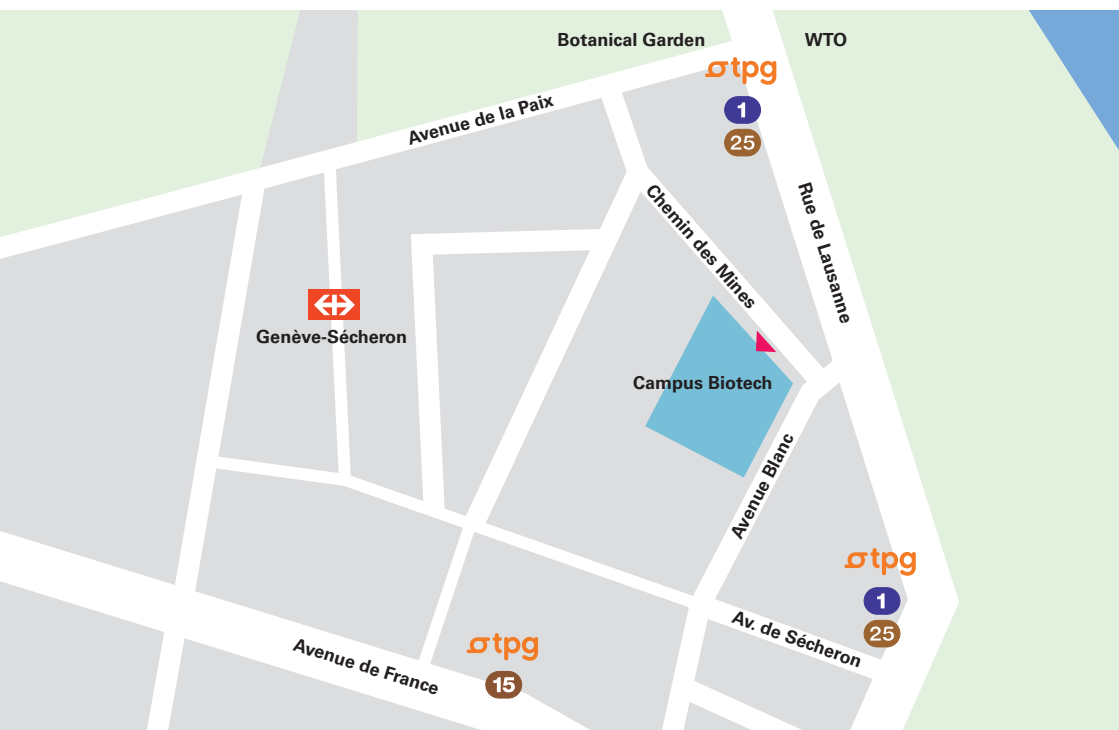 Botanical Garden
WTO
tpg
1
25
Avenue de la Paix
Chemin des Mines
Rue de Lausanne
Genève-Sécheron
Campus Biotech
Avenue Blanc
tpg
1
25
Av. de Sécheron
Avenue de France
tpg
15